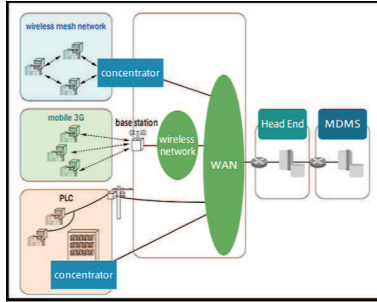 wireless mesh network
concentrator
mobile 3G
base station
wireless
network
WAN
Head End
MDMS
PLC
concentrator